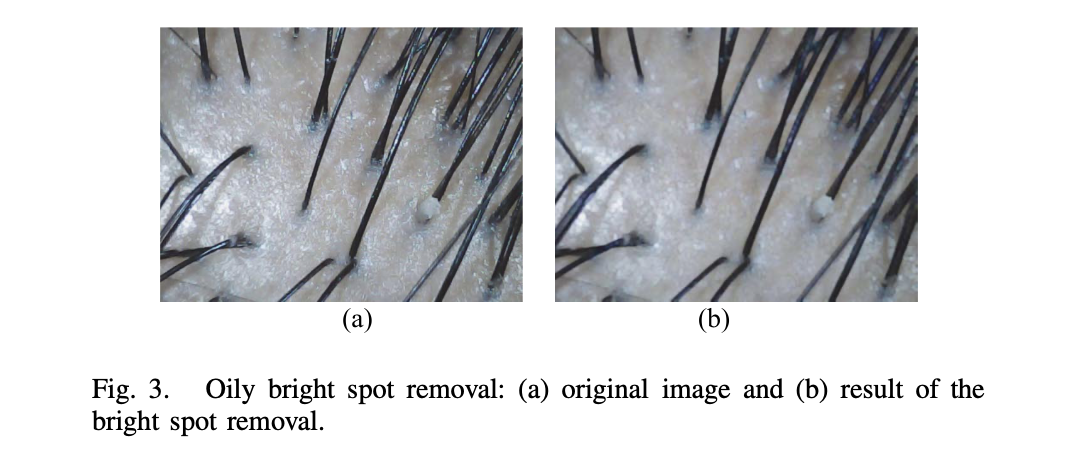 (a)
(b)
Fig. 3. Oily bright spot removal: (a) original image and (b) result of the
bright spot removal.